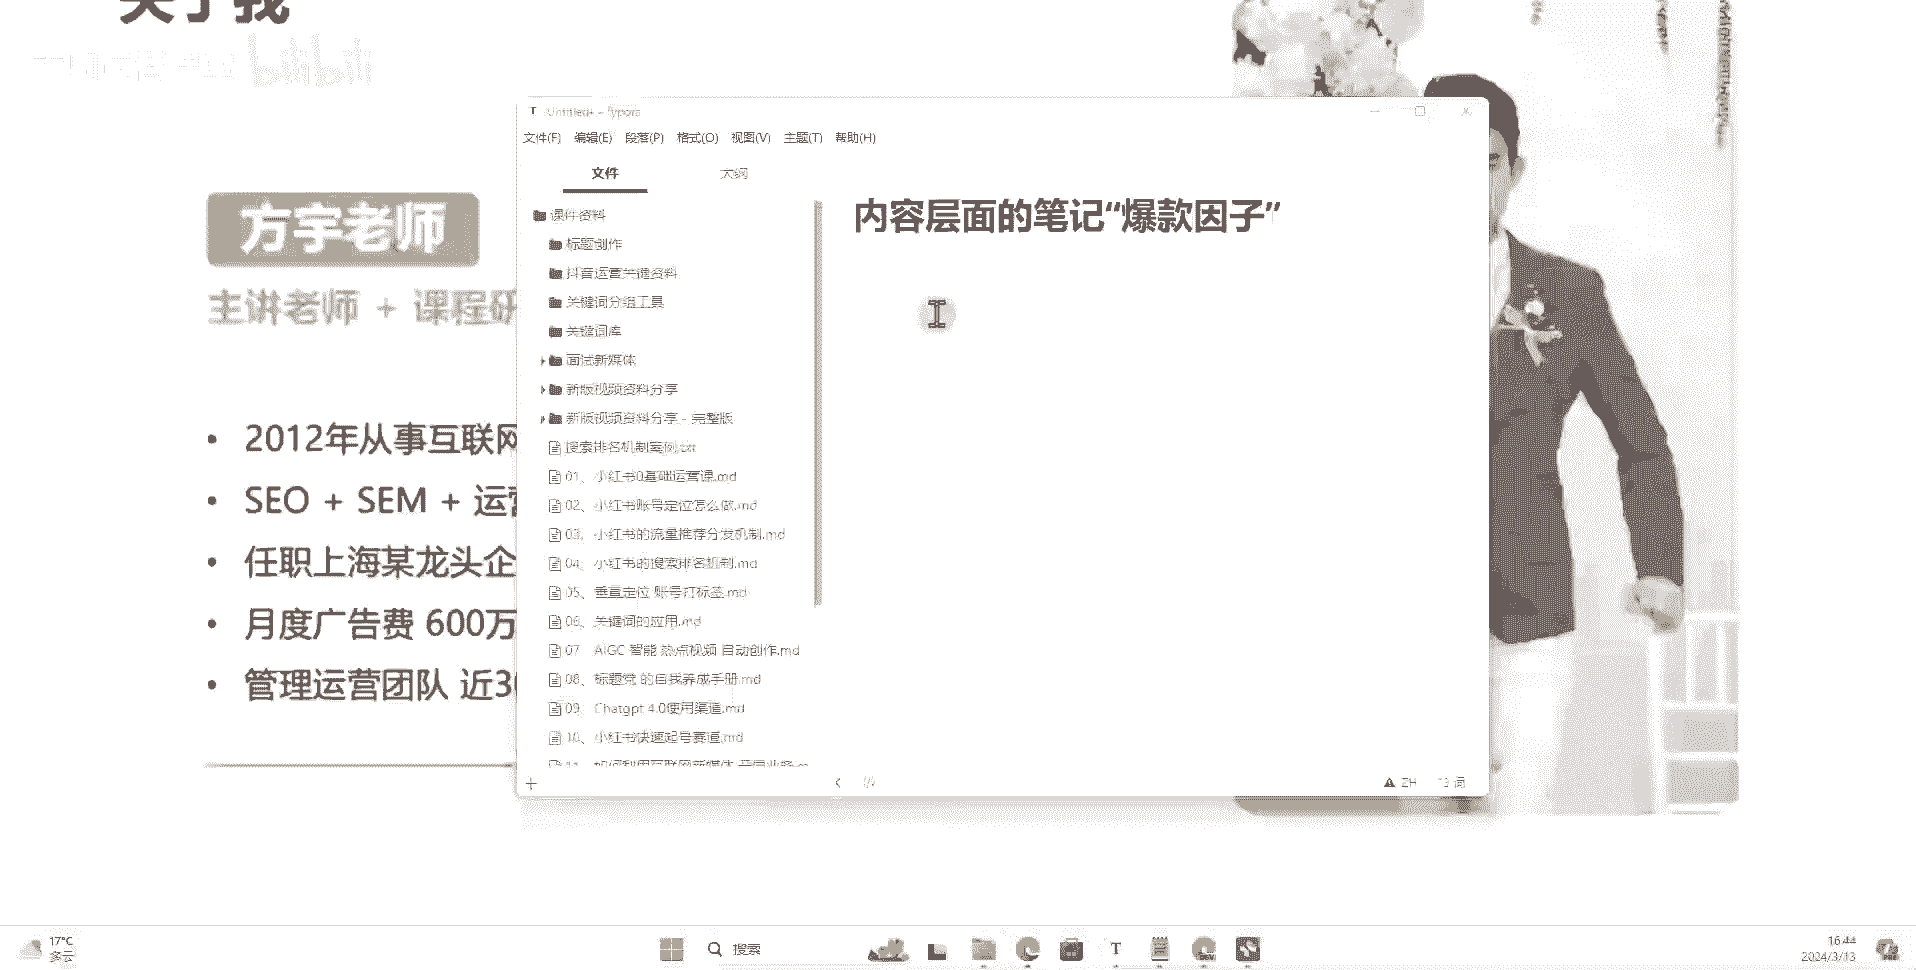 关于我
bilibili
方宇老师
主讲老师 + 课程研
2012年从事互联网
SEO + SEM + 运营
任职上海某龙头企
月度广告费 600万
管理运营团队 近30
Untitled - Typora
文件(F) 编辑(E) 段落(P) 格式(O) 视图(V) 主题(T) 帮助(H)
文件 大纲
课件资料
标题创作
抖音运营关键资料
关键词分组工具
关键词库
面试新媒体
新版视频资料分享
新版视频资料分享 - 完整版
搜索排名机制案例.txt
01、小红书0基础运营课.md
02、小红书账号定位怎么做.md
03、小红书的流量推荐分发机制.md
04、小红书的搜索排名机制.md
05、垂直定位 账号打标签.md
06、关键词的应用.md
07、AIGC 智能 热点视频 自动创作.md
08、标题党 的自我养成手册.md
09、Chatgpt 4.0使用渠道.md
10、小红书快速起号赛道.md
内容层面的笔记“爆款因子”
ZH 13 词
17°C
多云
搜索
16:44
2024/3/13